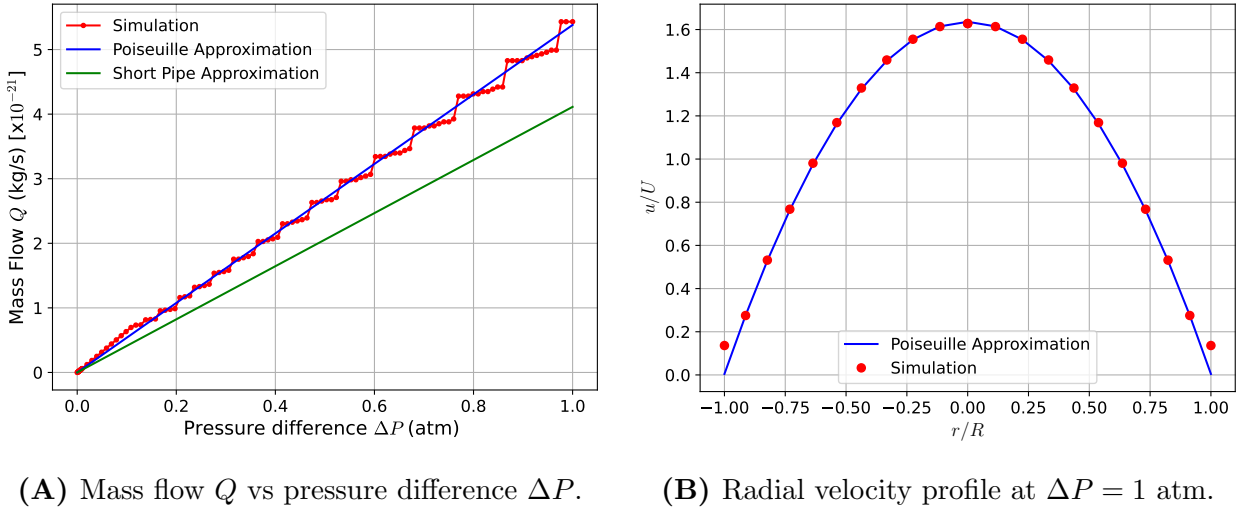 Mass Flow Q (kg/s) [x10⁻²¹]
5
4
3
2
1
0
0.0 0.2 0.4 0.6 0.8 1.0
Pressure difference ΔP (atm)
Simulation
Poiseuille Approximation
Short Pipe Approximation
(A) Mass flow Q vs pressure difference ΔP.
u/U
1.6
1.4
1.2
1.0
0.8
0.6
0.4
0.2
0.0
−1.00 −0.75 −0.50 −0.25 0.00 0.25 0.50 0.75 1.00
r/R
Poiseuille Approximation
Simulation
(B) Radial velocity profile at ΔP = 1 atm.